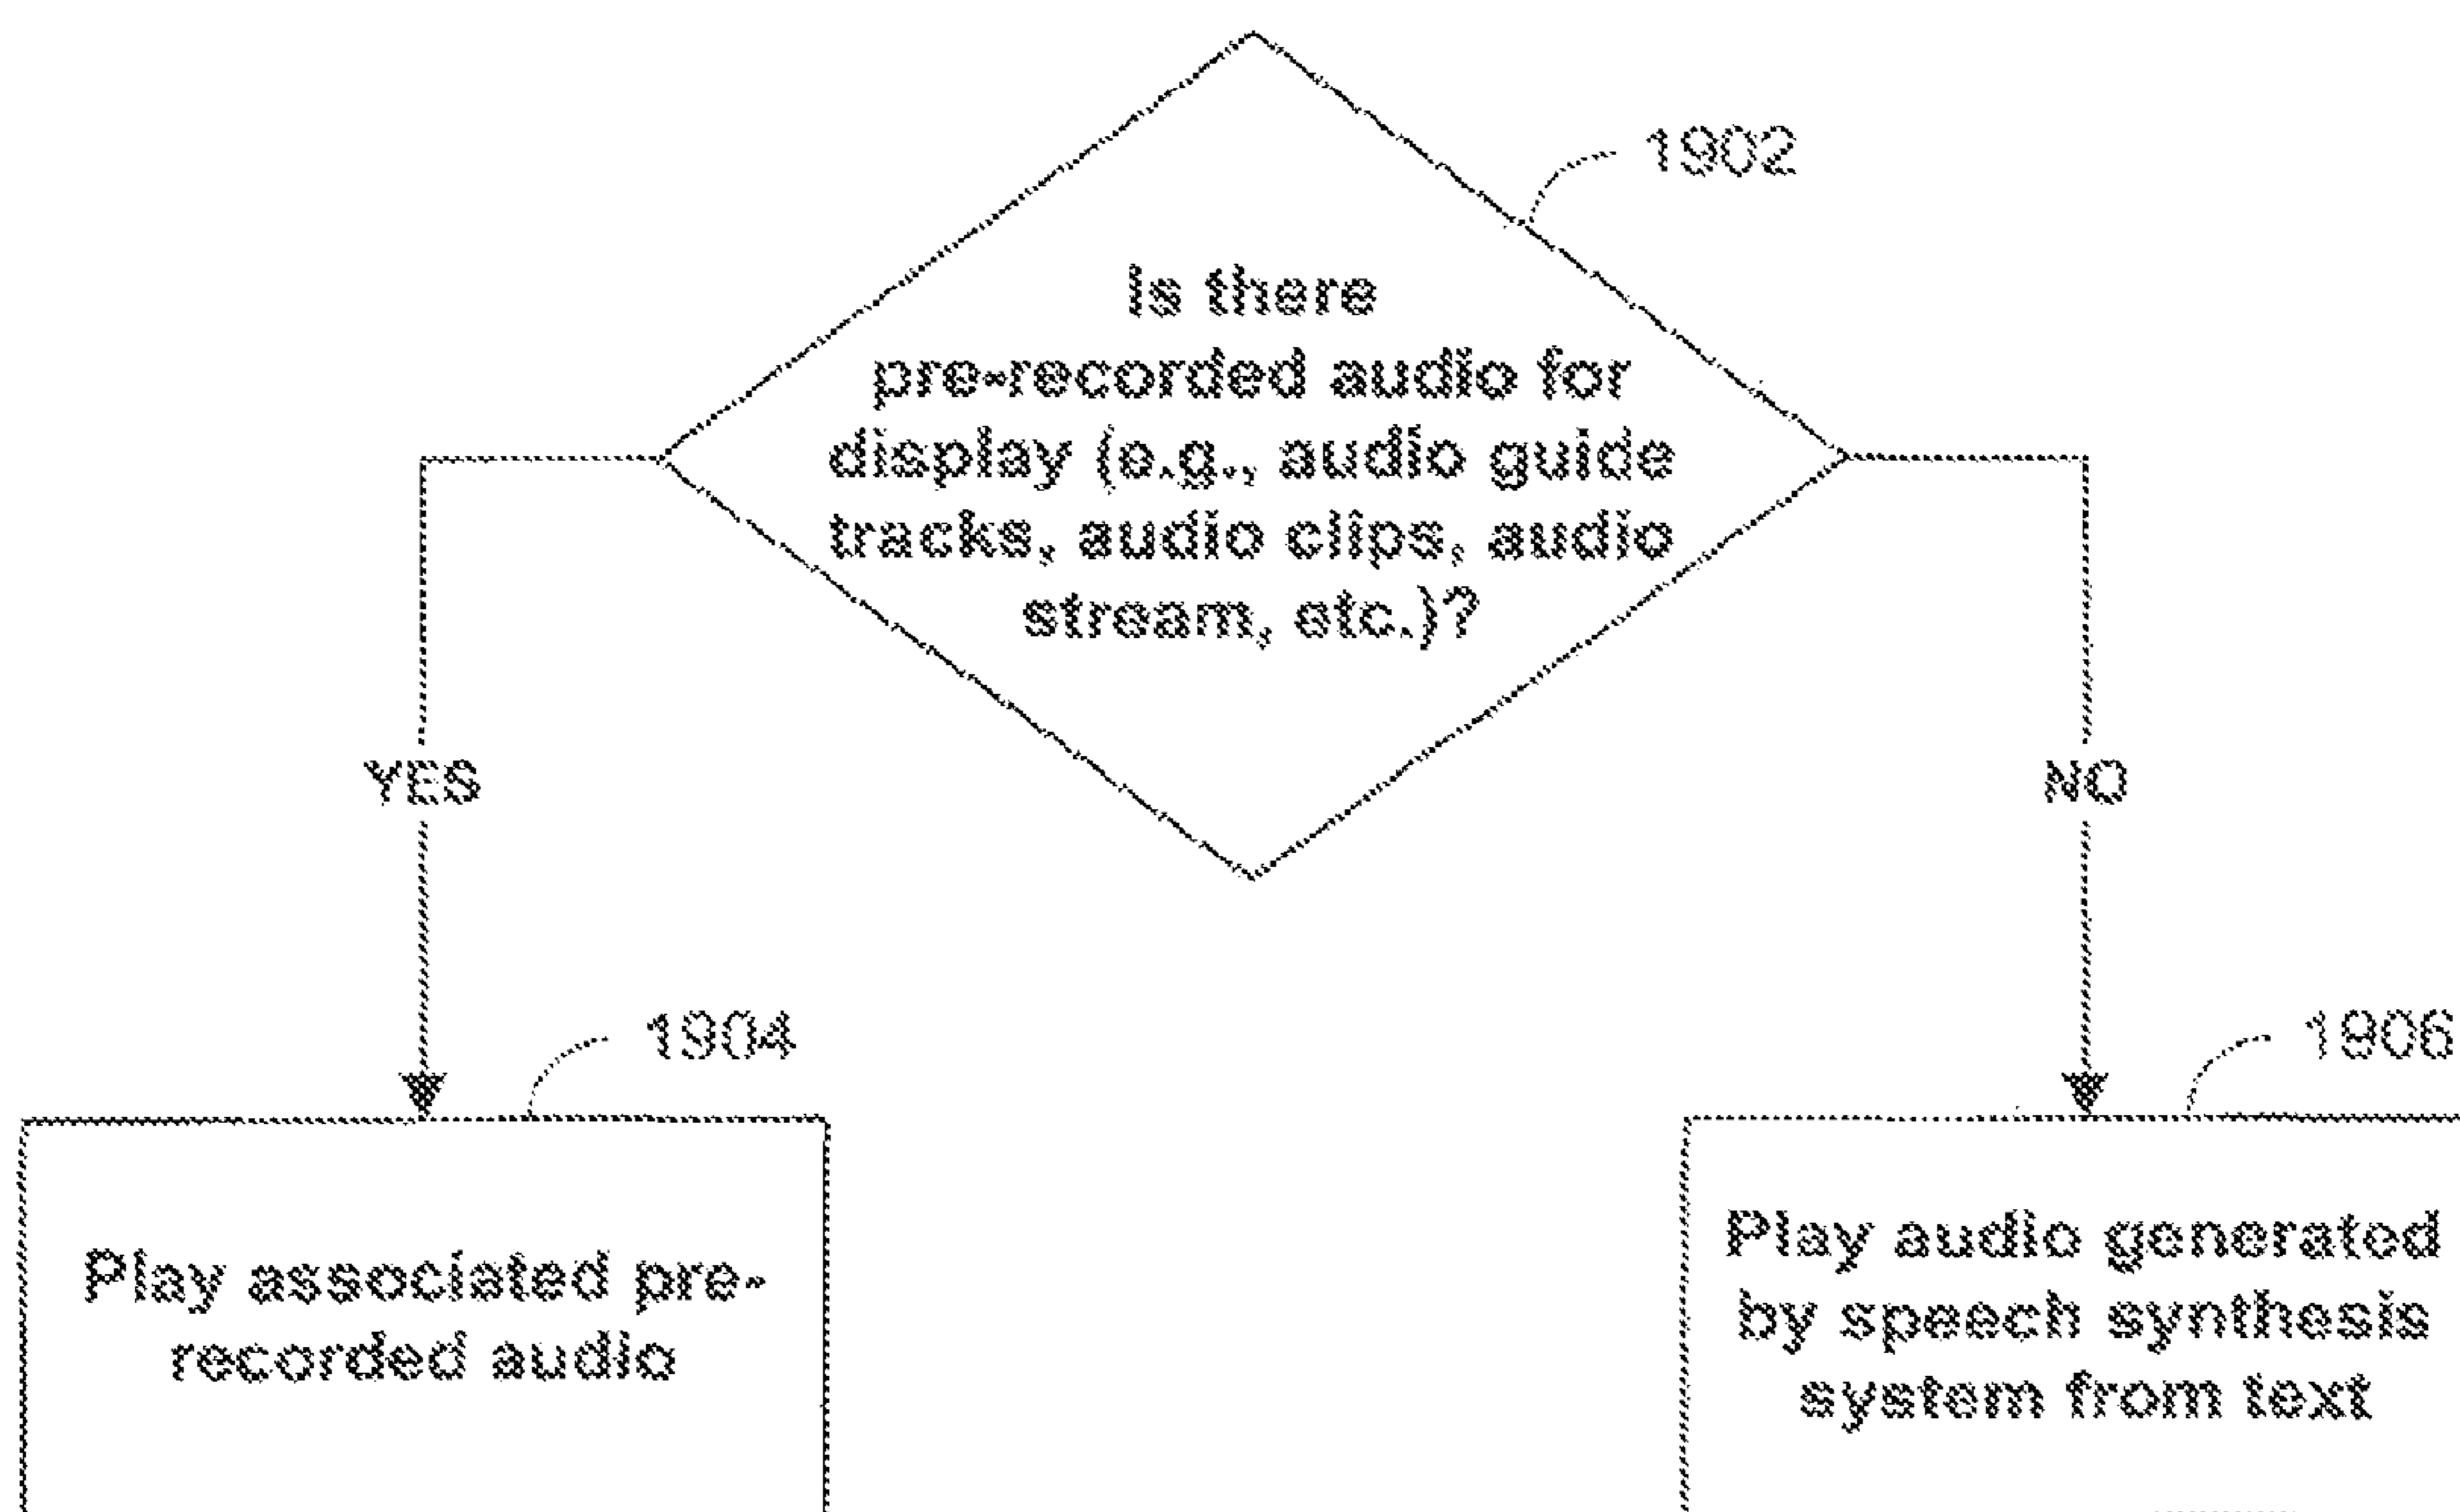 1902
Is there
pre-recorded audio for
display (e.g., audio guide
tracks, audio clips, audio
stream, etc.)?
YES
NO
1904
1906
Play associated pre-
recorded audio
Play audio generated
by speech synthesis
system from text